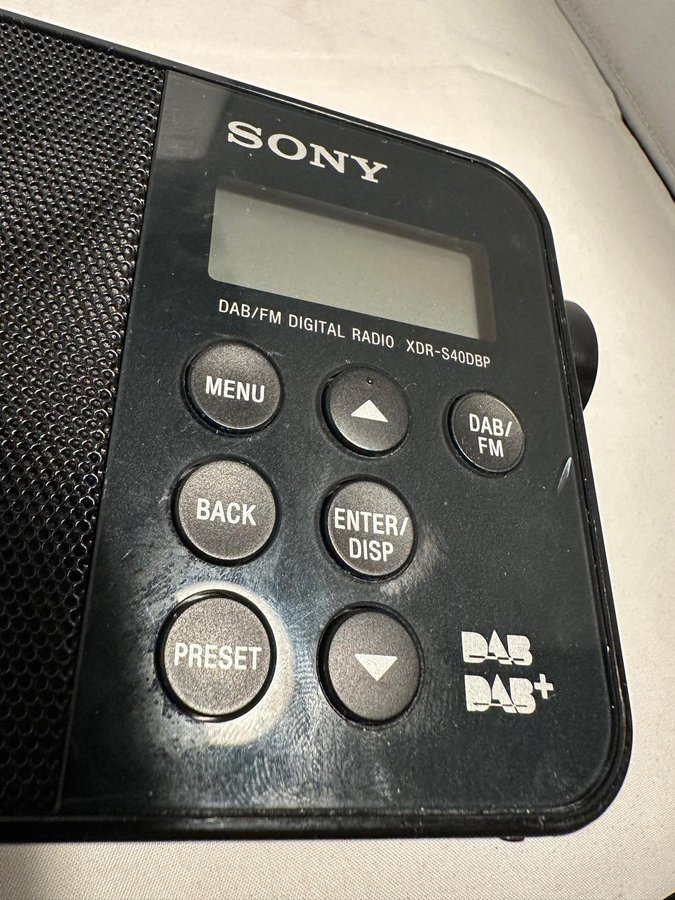 SONY
DAB/FM DIGITAL RADIO XDR-S40DBP
MENU
DAB/
FM
BACK
ENTER/
DISP
PRESET
DAB
DAB+